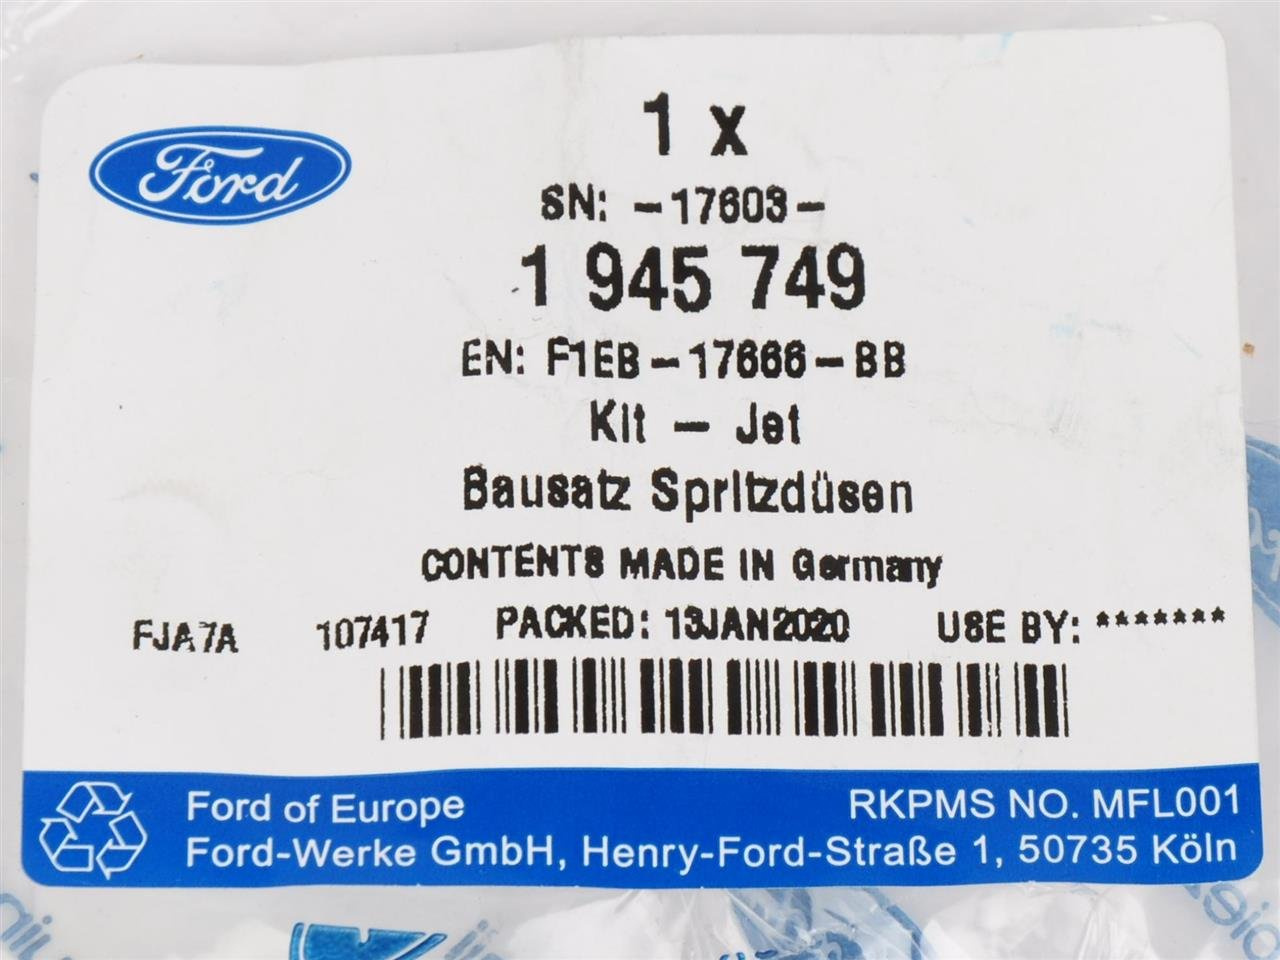 Ford
1 x
SN: -17603-
1 945 749
EN: F1EB-17666-BB
Kit - Jet
Bausatz Spritzdüsen
CONTENTS MADE IN Germany
FJA7A 107417 PACKED: 13JAN2020 USE BY: *******
Ford of Europe RKPMS NO. MFL001
Ford-Werke GmbH, Henry-Ford-Straße 1, 50735 Köln